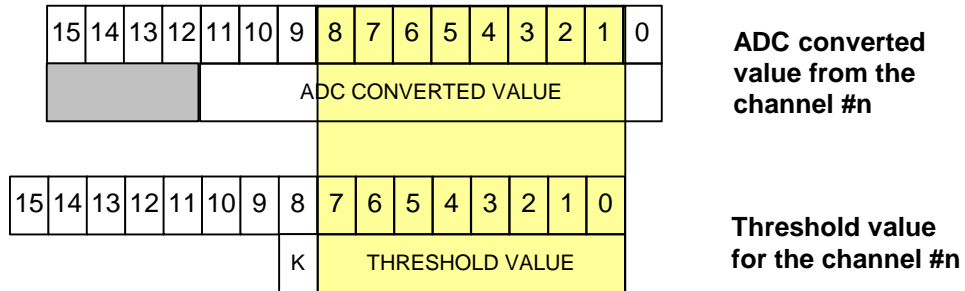 15 14 13 12 11 10 9 8 7 6 5 4 3 2 1 0
ADC CONVERTED VALUE
ADC converted
value from the
channel #n
15 14 13 12 11 10 9 8 7 6 5 4 3 2 1 0
K THRESHOLD VALUE
Threshold value
for the channel #n